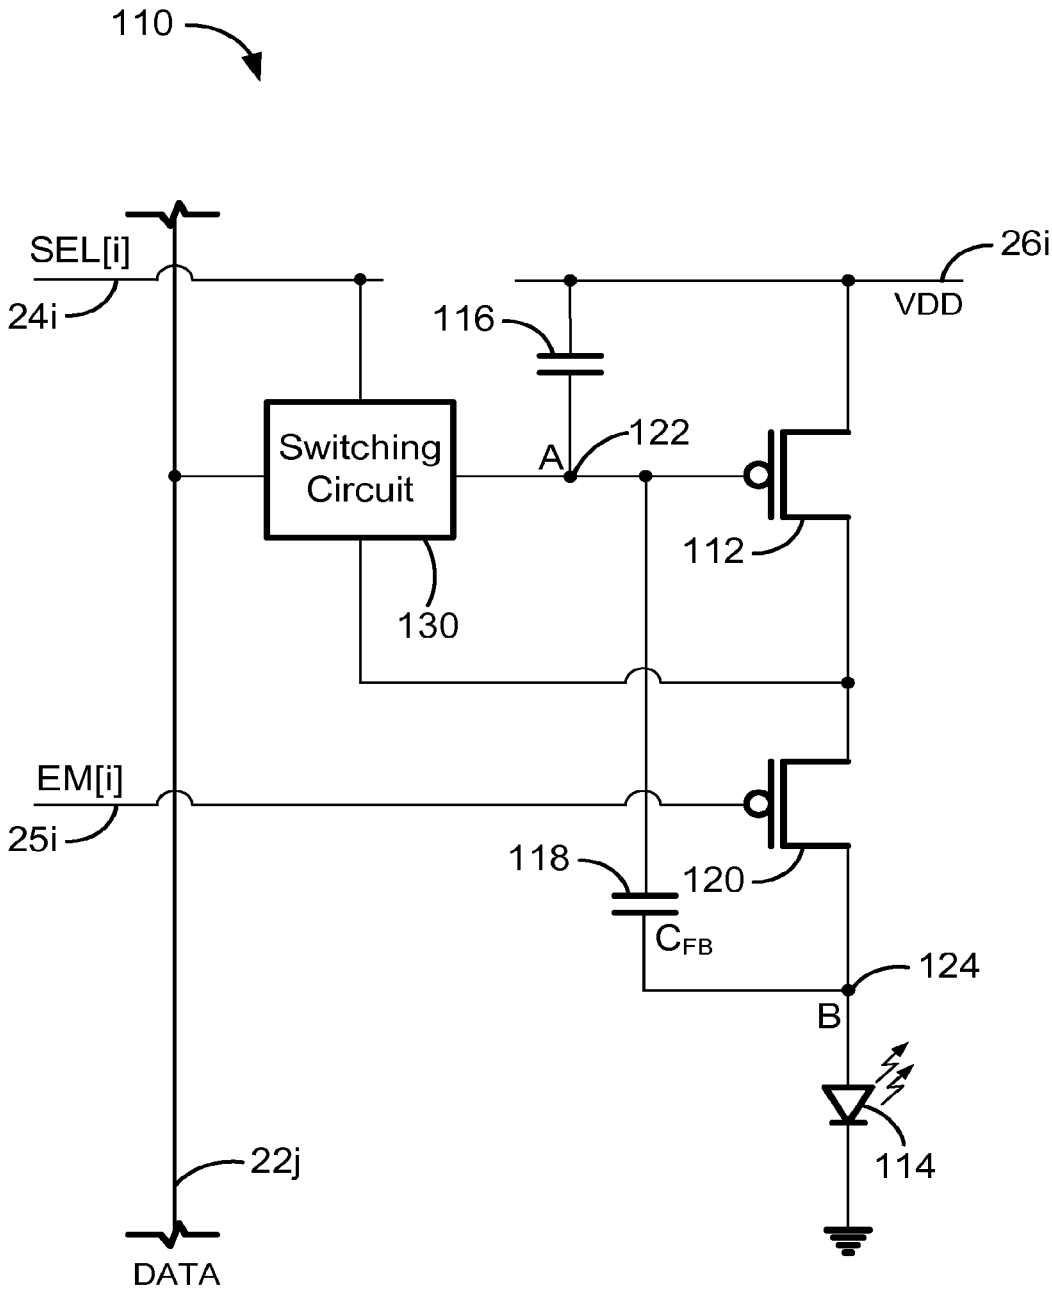 110
SEL[i]
24i
26i
VDD
116
A
122
Switching
Circuit
112
130
EM[i]
25i
118
120
CFB
124
B
114
22j
DATA